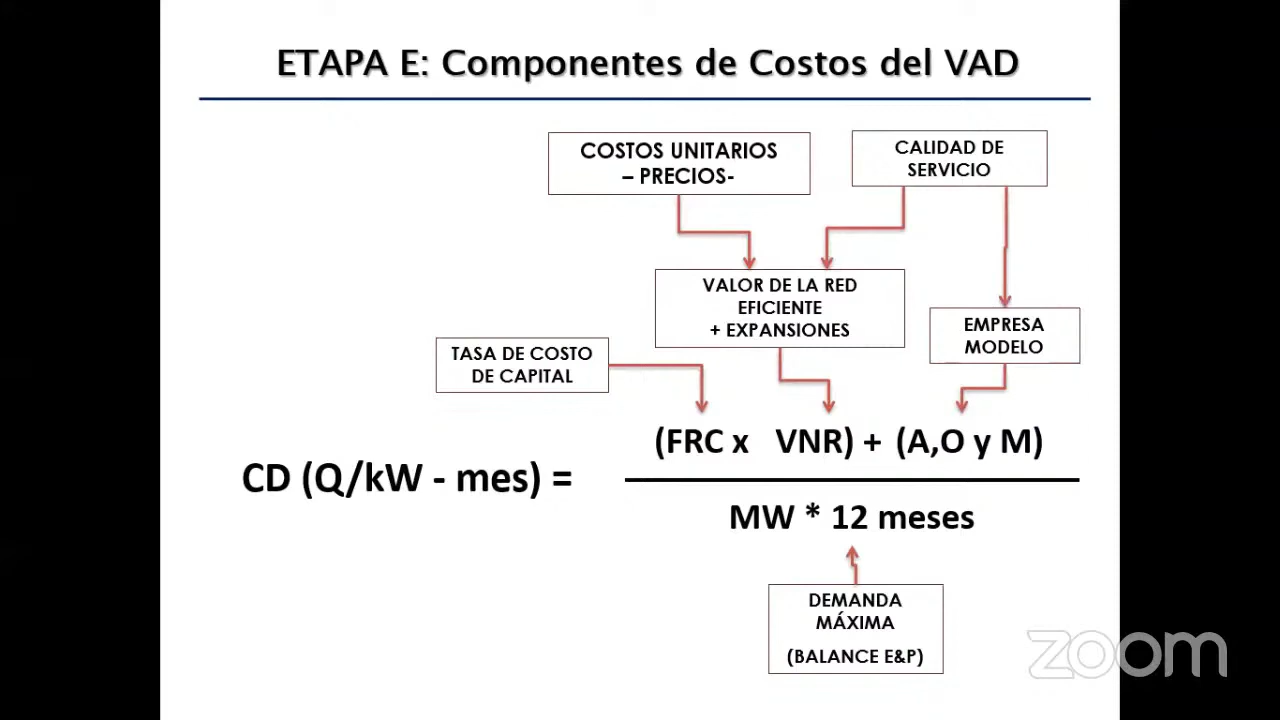 ETAPA E: Componentes de Costos del VAD
COSTOS UNITARIOS
– PRECIOS-
CALIDAD DE
SERVICIO
VALOR DE LA RED
EFICIENTE
+ EXPANSIONES
EMPRESA
MODELO
TASA DE COSTO
DE CAPITAL
(FRC x VNR) + (A,O y M)
CD (Q/kW - mes) =
MW * 12 meses
DEMANDA
MÁXIMA
(BALANCE E&P)
zoom